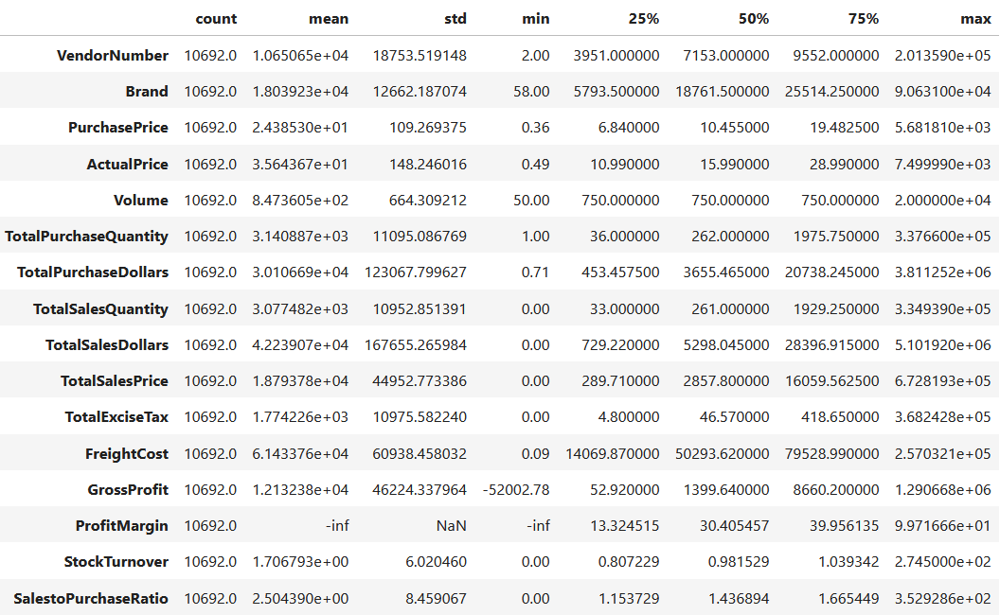 count mean std min 25% 50% 75% max
VendorNumber 10692.0 1.065065e+04 18753.519148 2.00 3951.000000 7153.000000 9552.000000 2.013590e+05
Brand 10692.0 1.803923e+04 12662.187074 58.00 5793.500000 18761.500000 25514.250000 9.063100e+04
PurchasePrice 10692.0 2.438530e+01 109.269375 0.36 6.840000 10.455000 19.482500 5.681810e+03
ActualPrice 10692.0 3.564367e+01 148.246016 0.49 10.990000 15.990000 28.990000 7.499990e+03
Volume 10692.0 8.473605e+02 664.309212 50.00 750.000000 750.000000 750.000000 2.000000e+04
TotalPurchaseQuantity 10692.0 3.140887e+03 11095.086769 1.00 36.000000 262.000000 1975.750000 3.376600e+05
TotalPurchaseDollars 10692.0 3.010669e+04 123067.799627 0.71 453.457500 3655.465000 20738.245000 3.811252e+06
TotalSalesQuantity 10692.0 3.077482e+03 10952.851391 0.00 33.000000 261.000000 1929.250000 3.349390e+05
TotalSalesDollars 10692.0 4.223907e+04 167655.265984 0.00 729.220000 5298.045000 28396.915000 5.101920e+06
TotalSalesPrice 10692.0 1.879378e+04 44952.773386 0.00 289.710000 2857.800000 16059.562500 6.728193e+05
TotalExciseTax 10692.0 1.774226e+03 10975.582240 0.00 4.800000 46.570000 418.650000 3.682428e+05
FreightCost 10692.0 6.143376e+04 60938.458032 0.09 14069.870000 50293.620000 79528.990000 2.570321e+05
GrossProfit 10692.0 1.213238e+04 46224.337964 -52002.78 52.920000 1399.640000 8660.200000 1.290668e+06
ProfitMargin 10692.0 -inf NaN -inf 13.324515 30.405457 39.956135 9.971666e+01
StockTurnover 10692.0 1.706793e+00 6.020460 0.00 0.807229 0.981529 1.039342 2.745000e+02
SalestoPurchaseRatio 10692.0 2.504390e+00 8.459067 0.00 1.153729 1.436894 1.665449 3.529286e+02